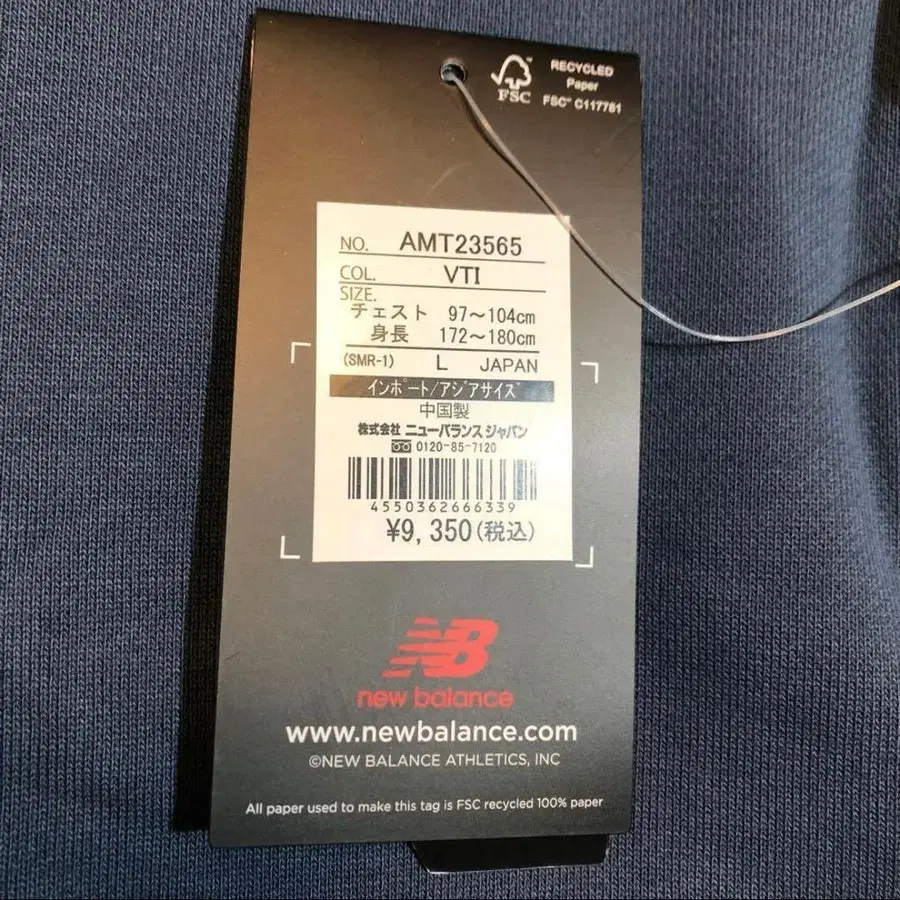 FSC™
RECYCLED
Paper
FSC™ C117761
NO. AMT23565
COL. VTI
SIZE.
チェスト 97～104cm
身長 172～180cm
(SMR-1) L JAPAN
インポート/アジアサイズ
中国製
株式会社 ニューバランス ジャパン
0120-85-7120
4550362666339
¥9,350(税込)
NB
new balance
www.newbalance.com
©NEW BALANCE ATHLETICS, INC
All paper used to make this tag is FSC recycled 100% paper